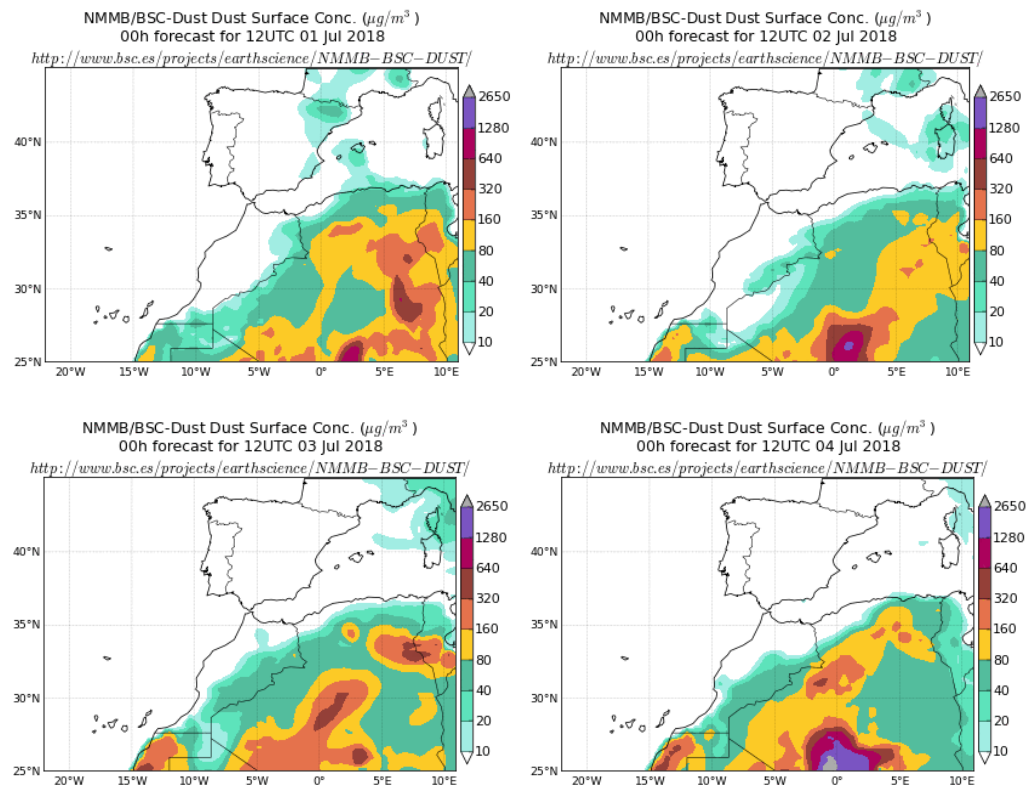 NMMB/BSC-Dust Dust Surface Conc. (μg/m³ )
00h forecast for 12UTC 01 Jul 2018
http://www.bsc.es/projects/earthscience/NMMB−BSC−DUST/
2650
1280
640
320
160
80
40
20
10
40°N
35°N
30°N
25°N
20°W
15°W
10°W
5°W
0°
5°E
10°E
NMMB/BSC-Dust Dust Surface Conc. (μg/m³ )
00h forecast for 12UTC 02 Jul 2018
http://www.bsc.es/projects/earthscience/NMMB−BSC−DUST/
2650
1280
640
320
160
80
40
20
10
40°N
35°N
30°N
25°N
20°W
15°W
10°W
5°W
0°
5°E
10°E
NMMB/BSC-Dust Dust Surface Conc. (μg/m³ )
00h forecast for 12UTC 03 Jul 2018
http://www.bsc.es/projects/earthscience/NMMB−BSC−DUST/
2650
1280
640
320
160
80
40
20
10
40°N
35°N
30°N
25°N
20°W
15°W
10°W
5°W
0°
5°E
10°E
NMMB/BSC-Dust Dust Surface Conc. (μg/m³ )
00h forecast for 12UTC 04 Jul 2018
http://www.bsc.es/projects/earthscience/NMMB−BSC−DUST/
2650
1280
640
320
160
80
40
20
10
40°N
35°N
30°N
25°N
20°W
15°W
10°W
5°W
0°
5°E
10°E